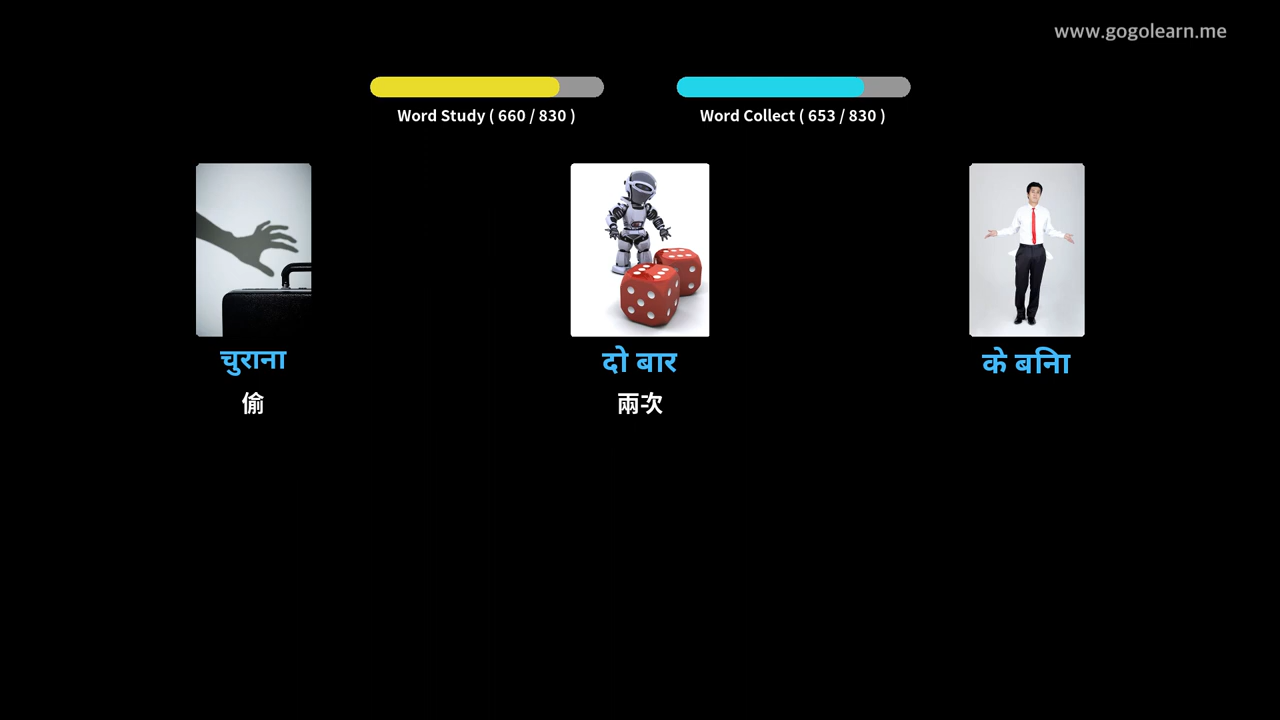 www.gogolearn.me
Word Study ( 660 / 830 )
Word Collect ( 653 / 830 )
चुराना
दो बार
के बिना
偷
兩次